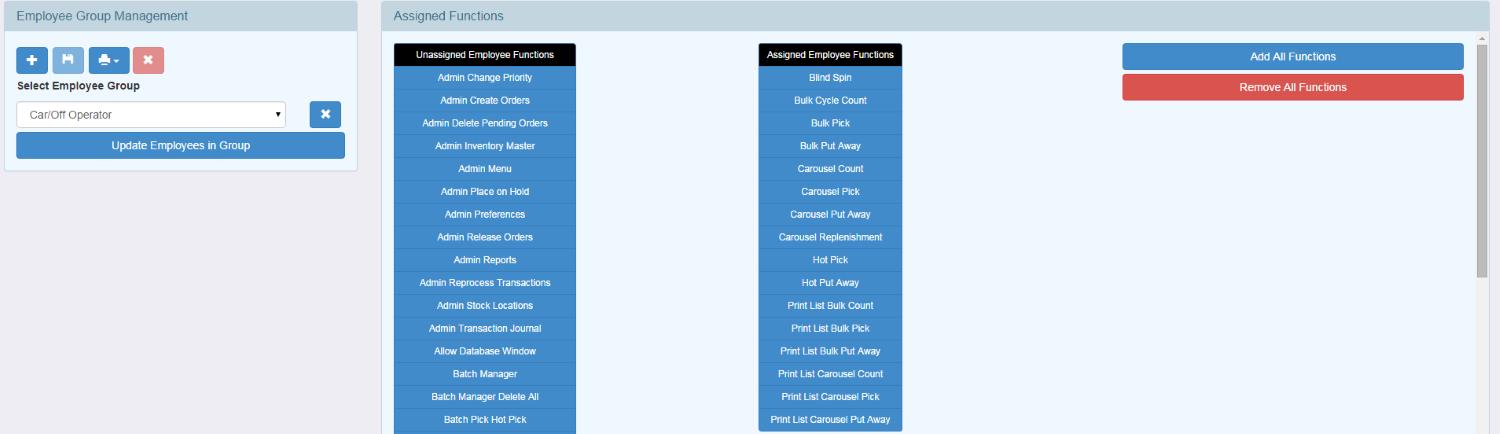 Employee Group Management
Select Employee Group
Car/Off Operator
Update Employees in Group
Assigned Functions
Unassigned Employee Functions
Admin Change Priority
Admin Create Orders
Admin Delete Pending Orders
Admin Inventory Master
Admin Menu
Admin Place on Hold
Admin Preferences
Admin Release Orders
Admin Reports
Admin Reprocess Transactions
Admin Stock Locations
Admin Transaction Journal
Allow Database Window
Batch Manager
Batch Manager Delete All
Batch Pick Hot Pick
Assigned Employee Functions
Blind Spin
Bulk Cycle Count
Bulk Pick
Bulk Put Away
Carousel Count
Carousel Pick
Carousel Put Away
Carousel Replenishment
Hot Pick
Hot Put Away
Print List Bulk Count
Print List Bulk Pick
Print List Bulk Put Away
Print List Carousel Count
Print List Carousel Pick
Print List Carousel Put Away
Add All Functions
Remove All Functions